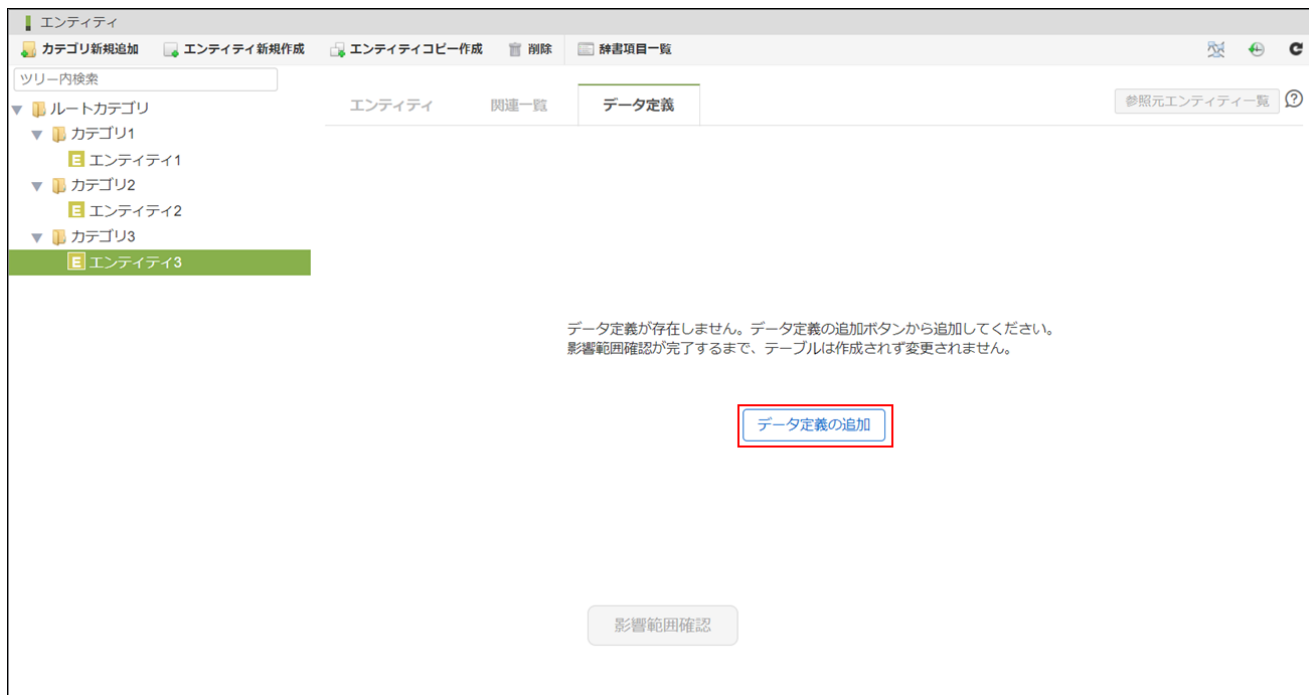 エンティティ
カテゴリ新規追加 エンティティ新規作成 エンティティコピー作成 削除 辞書項目一覧
ツリー内検索
エンティティ 関連一覧 データ定義 参照元エンティティ一覧
ルートカテゴリ
カテゴリ1
E エンティティ1
カテゴリ2
E エンティティ2
カテゴリ3
E エンティティ3
データ定義が存在しません。データ定義の追加ボタンから追加してください。
影響範囲確認が完了するまで、テーブルは作成されず変更されません。
データ定義の追加
影響範囲確認